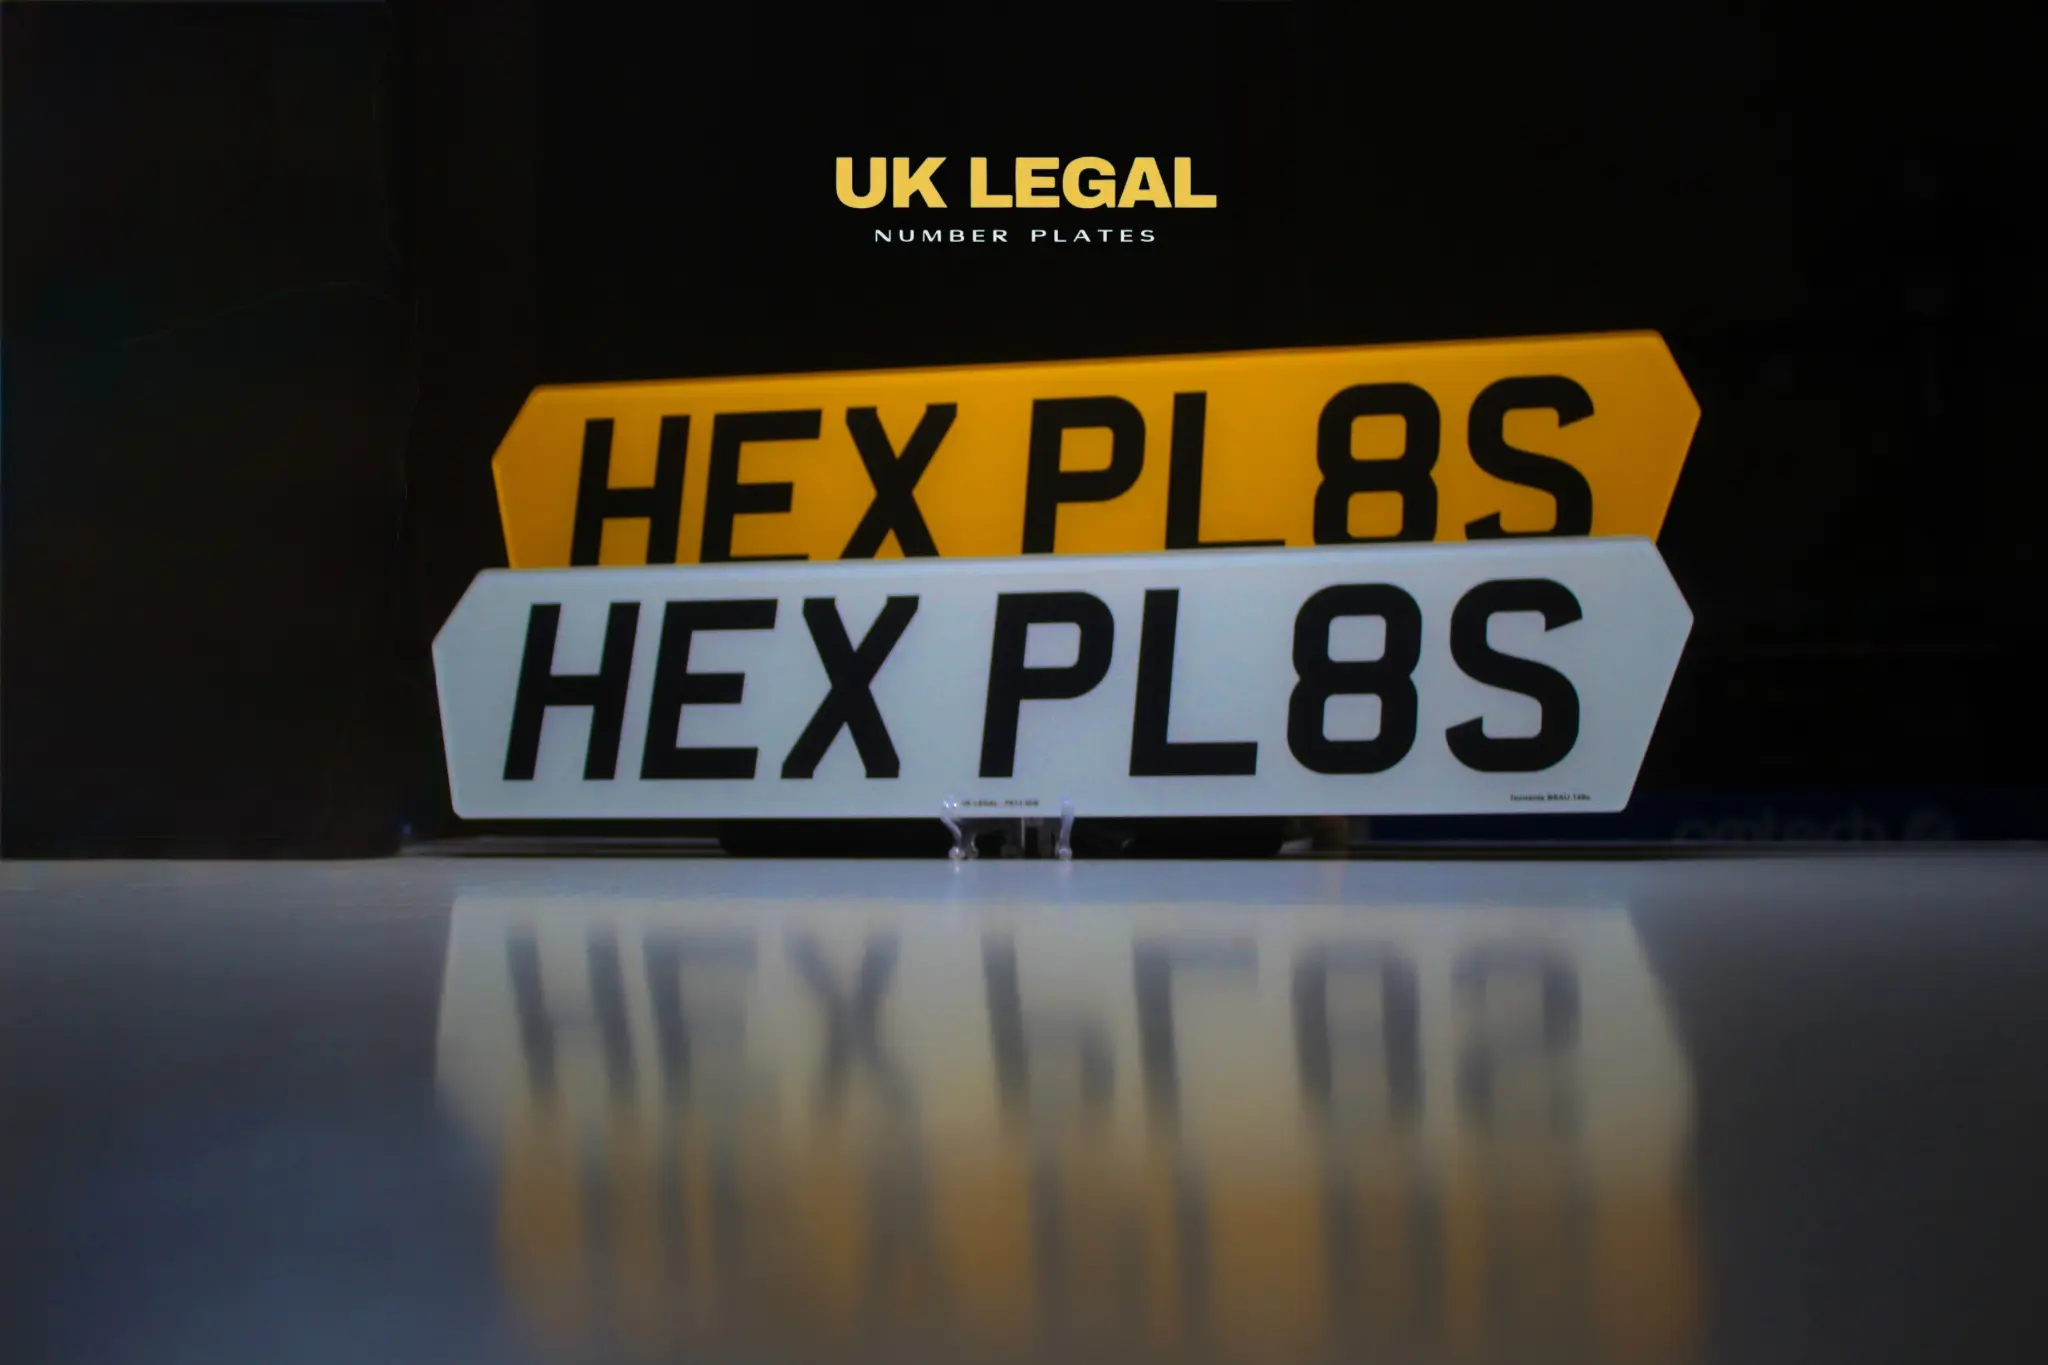 UK LEGAL
NUMBER PLATES
HEX PL8S
HEX PL8S